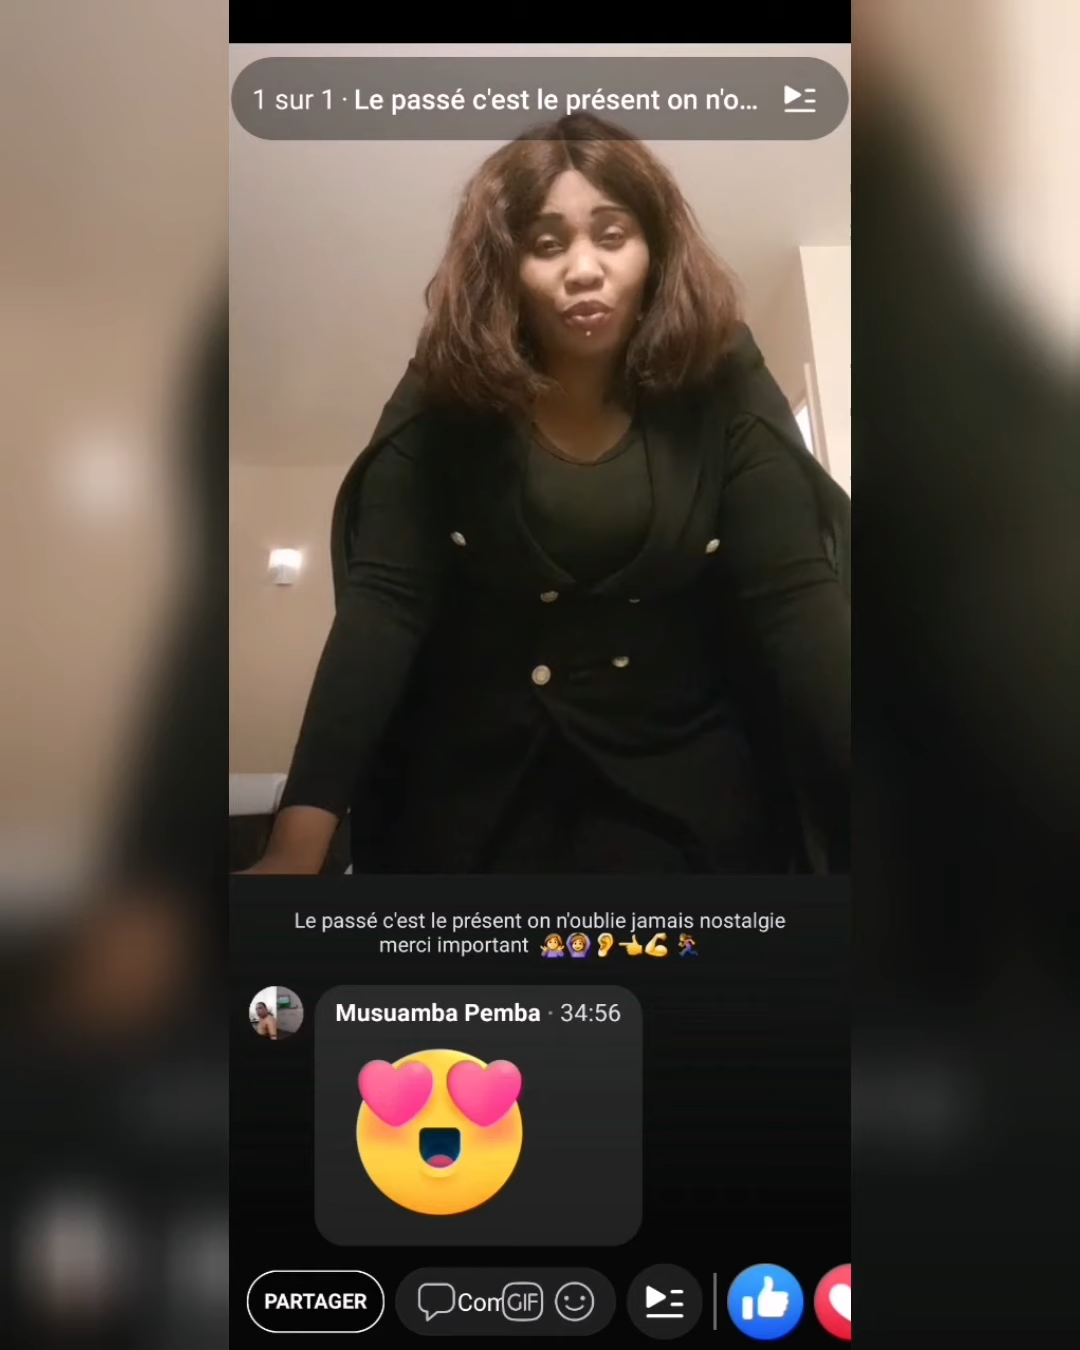 1 sur 1 · Le passé c'est le présent on n'o...
Le passé c'est le présent on n'oublie jamais nostalgie
merci important 🤷‍♀️🙆‍♀️👂👈💪🏃‍♀️
Musuamba Pemba · 34:56
PARTAGER
Com
GIF